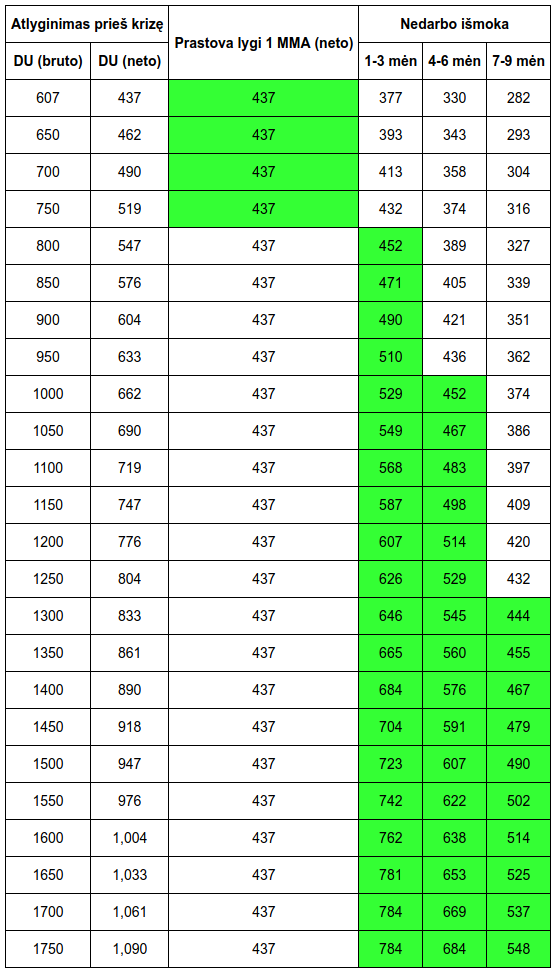 Atlyginimas prieš krizę Prastova lygi 1 MMA (neto) Nedarbo išmoka
DU (bruto) DU (neto) 1-3 mėn 4-6 mėn 7-9 mėn
607 437 437 377 330 282
650 462 437 393 343 293
700 490 437 413 358 304
750 519 437 432 374 316
800 547 437 452 389 327
850 576 437 471 405 339
900 604 437 490 421 351
950 633 437 510 436 362
1000 662 437 529 452 374
1050 690 437 549 467 386
1100 719 437 568 483 397
1150 747 437 587 498 409
1200 776 437 607 514 420
1250 804 437 626 529 432
1300 833 437 646 545 444
1350 861 437 665 560 455
1400 890 437 684 576 467
1450 918 437 704 591 479
1500 947 437 723 607 490
1550 976 437 742 622 502
1600 1,004 437 762 638 514
1650 1,033 437 781 653 525
1700 1,061 437 784 669 537
1750 1,090 437 784 684 548